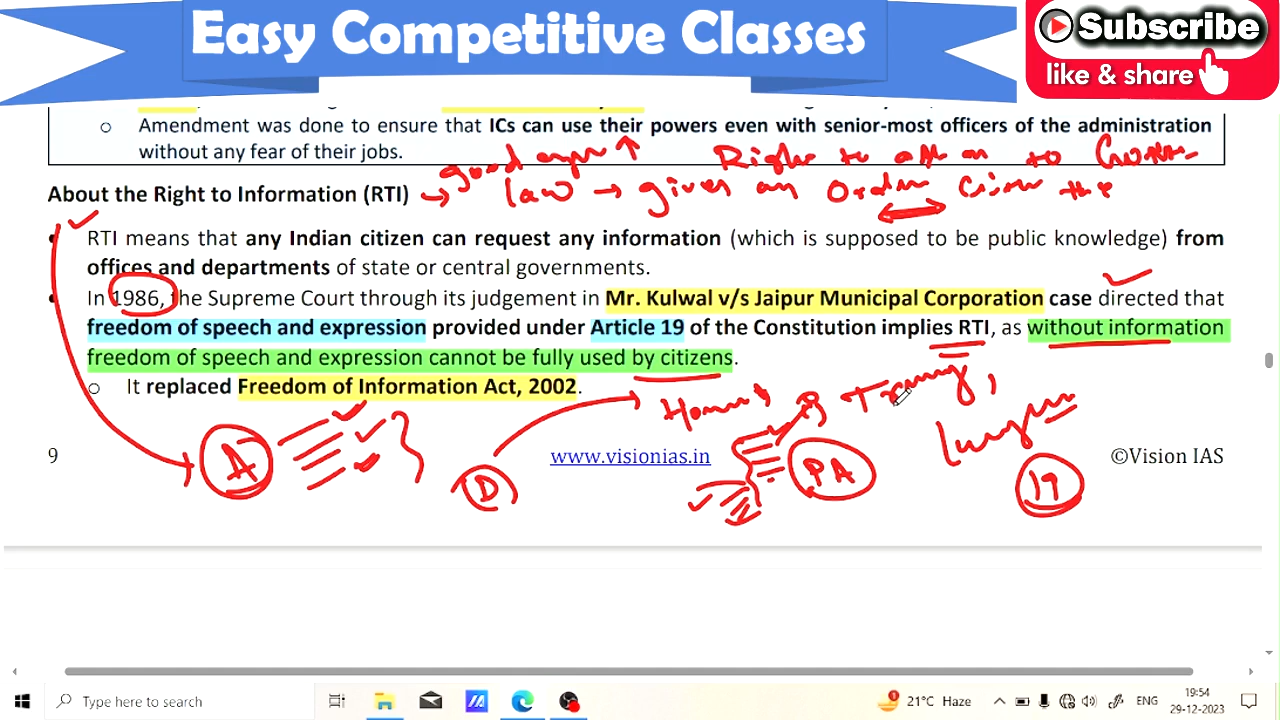 Easy Competitive Classes
Subscribe
like & share
o Amendment was done to ensure that ICs can use their powers even with senior-most officers of the administration
without any fear of their jobs.
Right to
law → gives an Order
About the Right to Information (RTI)
• RTI means that any Indian citizen can request any information (which is supposed to be public knowledge) from
offices and departments of state or central governments.
• In 1986, the Supreme Court through its judgement in Mr. Kulwal v/s Jaipur Municipal Corporation case directed that
freedom of speech and expression provided under Article 19 of the Constitution implies RTI, as without information
freedom of speech and expression cannot be fully used by citizens.
o It replaced Freedom of Information Act, 2002.
A
D
PA
19
9
www.visionias.in
©Vision IAS
Type here to search
1
21°C Haze
ENG
19:54
29-12-2023